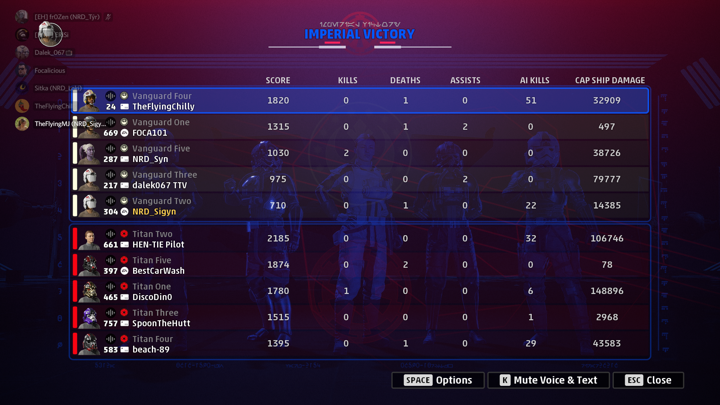 [EH] fr0Zen (NRD_Tyr)
Dalek_067
IMPERIAL VICTORY
Focalicious
SCORE KILLS DEATHS ASSISTS AI KILLS CAP SHIP DAMAGE
Vanguard Four
24 TheFlyingChilly 1820 0 1 0 51 32909
TheFlyingMJ (NRD_Sigy...
Vanguard One
669 FOCA101 1315 0 1 2 0 497
Vanguard Five
287 NRD_Syn 1030 2 0 0 0 38726
Vanguard Three
217 dalek067 TTV 975 0 0 2 0 79777
Vanguard Two
304 NRD_Sigyn 710 0 1 0 22 14385
Titan Two
661 HEN-TIE Pilot 2185 0 0 0 32 106746
Titan Five
397 BestCarWash 1874 0 2 0 0 78
Titan One
465 DiscoDin0 1780 1 0 0 6 148896
Titan Three
757 SpoonTheHutt 1515 0 0 0 1 2968
Titan Four
583 beach-89 1395 0 1 0 29 43583
SPACE Options K Mute Voice & Text ESC Close